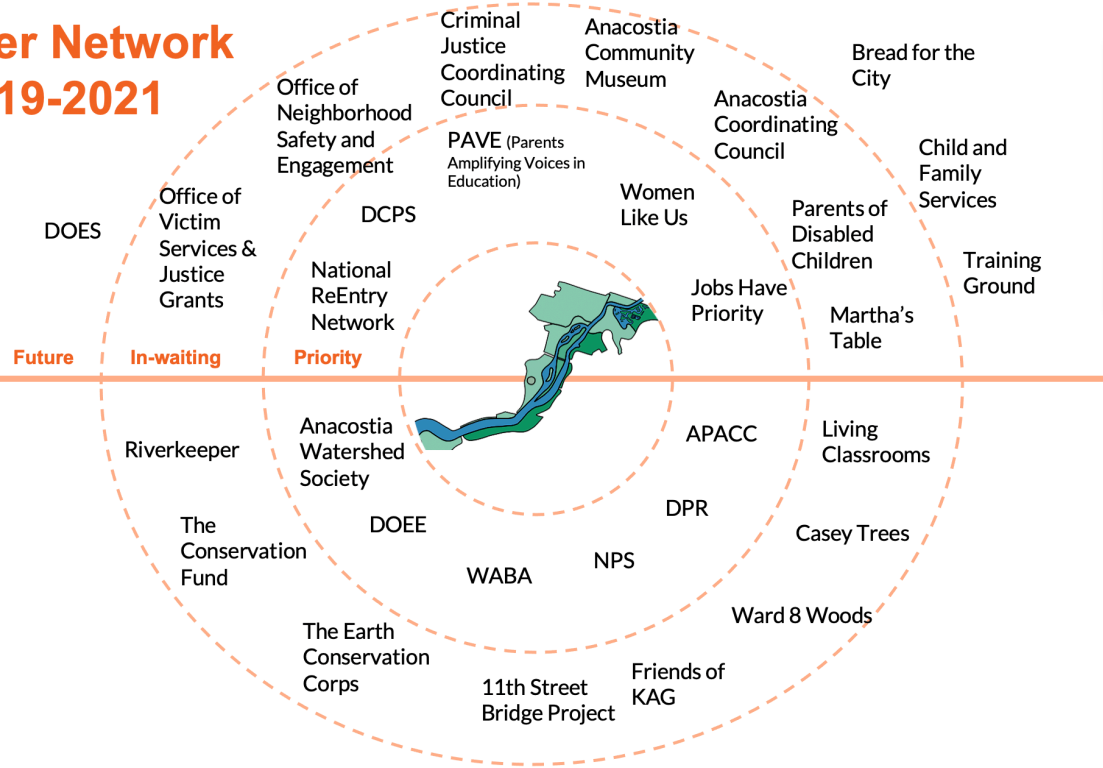 er Network
19-2021
Criminal
Justice
Coordinating
Council
Anacostia
Community
Museum
Bread for the
City
Office of
Neighborhood
Safety and
Engagement
Anacostia
Coordinating
Council
PAVE (Parents
Amplifying Voices in
Education)
Child and
Family
Services
Office of
Victim
Services &
Justice
Grants
DOES
DCPS
Women
Like Us
Parents of
Disabled
Children
National
ReEntry
Network
Jobs Have
Priority
Training
Ground
Martha's
Table
Future
In-waiting
Priority
Riverkeeper
Anacostia
Watershed
Society
APACC
Living
Classrooms
The
Conservation
Fund
DOEE
DPR
Casey Trees
WABA
NPS
Ward 8 Woods
The Earth
Conservation
Corps
11th Street
Bridge Project
Friends of
KAG